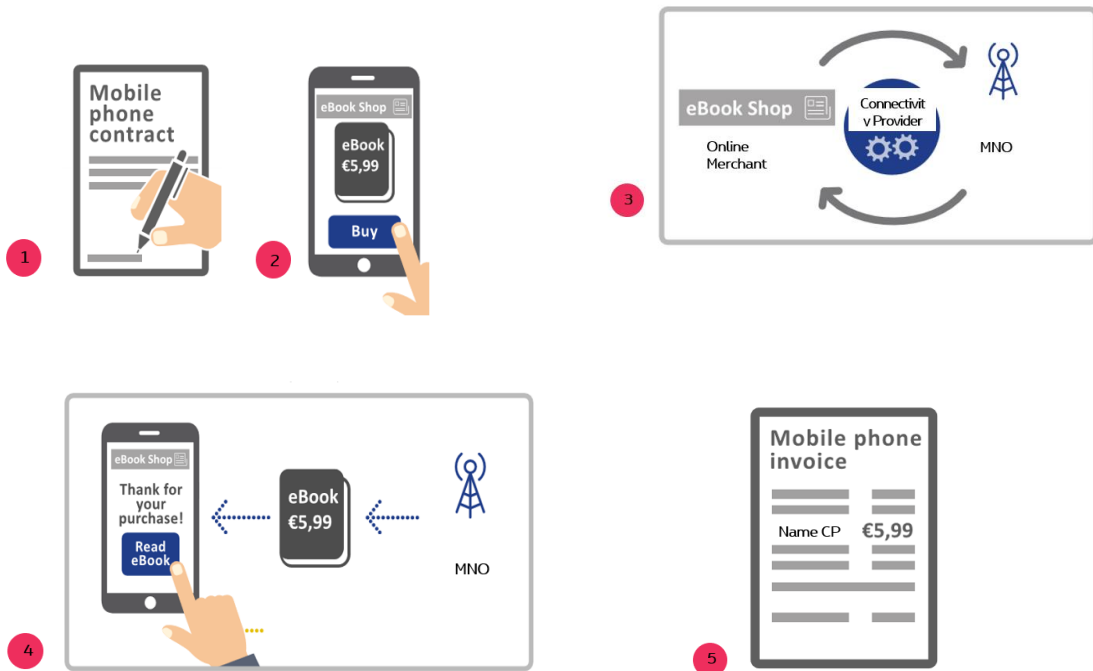 Mobile
phone
contract
1
eBook Shop
eBook
€5,99
Buy
2
eBook Shop
Online
Merchant
Connectivit
y Provider
MNO
3
eBook Shop
Thank for
your
purchase!
Read
eBook
eBook
€5,99
MNO
4
Mobile phone
invoice
Name CP €5,99
5